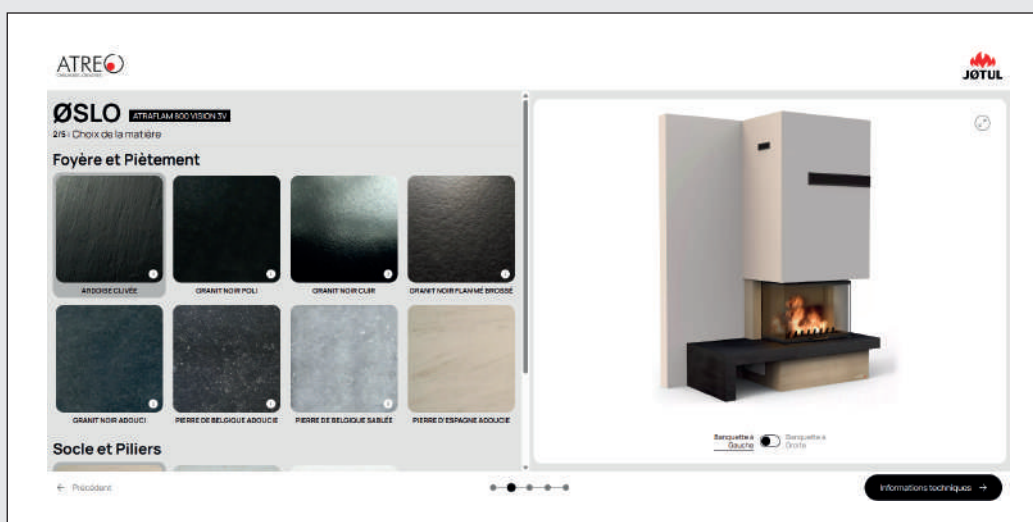 ATRE
JØTUL
ØSLO ATRAFLAM 800 VISION 3V
2/5 : Choix de la matière
Foyère et Piètement
ARDOISE CLIVÉE
GRANIT NOIR POLI
GRANIT NOIR CUIR
GRANIT NOIR FLAMMÉ BROSSÉ
GRANIT NOIR ADOUCI
PIERRE DE BELGIQUE ADOUCIE
PIERRE DE BELGIQUE SABLÉE
PIERRE D'ESPAGNE ADOUCIE
Socle et Piliers
Banquette à
Gauche
Banquette à
Droite
← Précédent
Informations techniques →